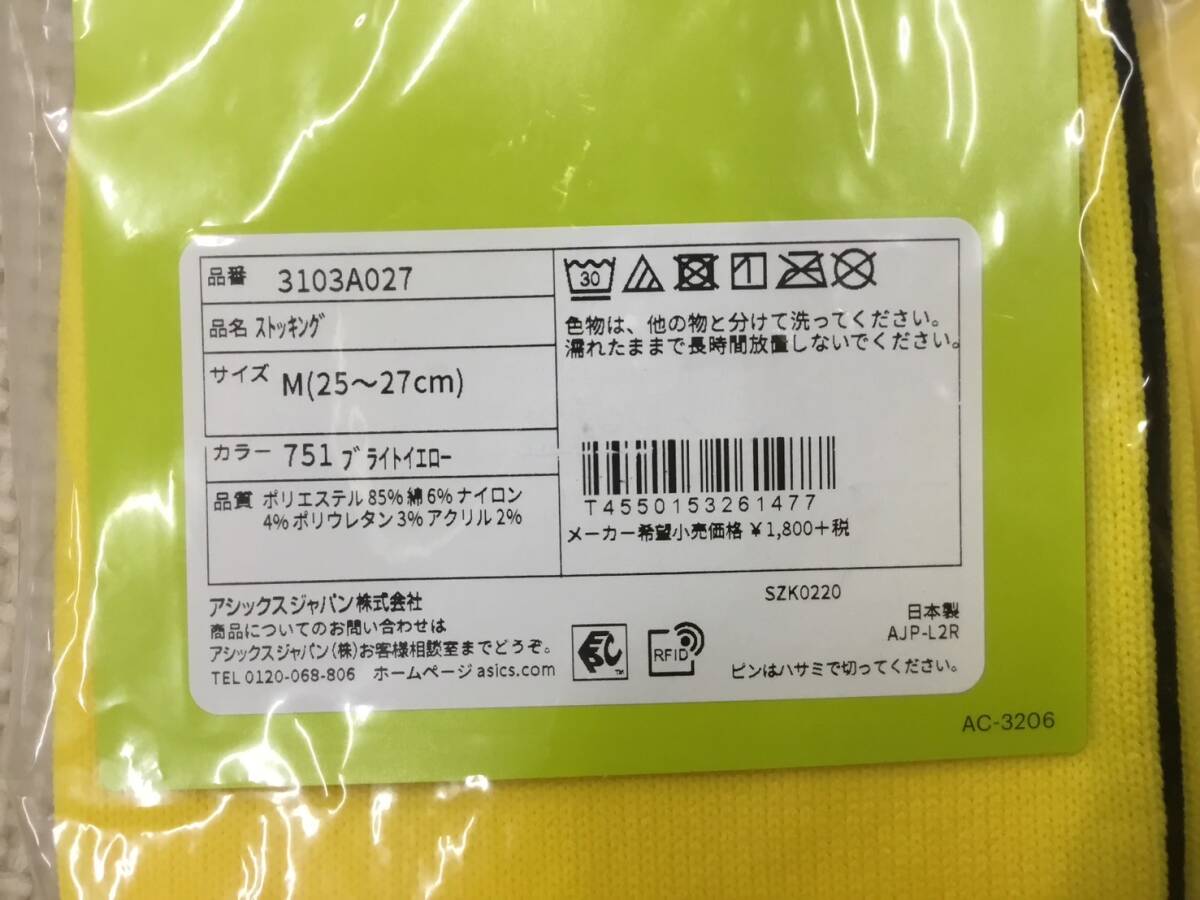 品番 3103A027
品名 ストッキング
サイズ M(25～27cm)
カラー 751 ブライトイエロー
品質 ポリエステル 85% 綿 6% ナイロン
4% ポリウレタン 3% アクリル 2%
30
色物は、他の物と分けて洗ってください。
濡れたままで長時間放置しないでください。
T4550153261477
メーカー希望小売価格 ¥1,800+税
SZK0220
アシックスジャパン株式会社
商品についてのお問い合わせは
アシックスジャパン(株)お客様相談室までどうぞ。
TEL 0120-068-806 ホームページ asics.com
EPC
TM
RFID
日本製
AJP-L2R
ピンはハサミで切ってください。
AC-3206